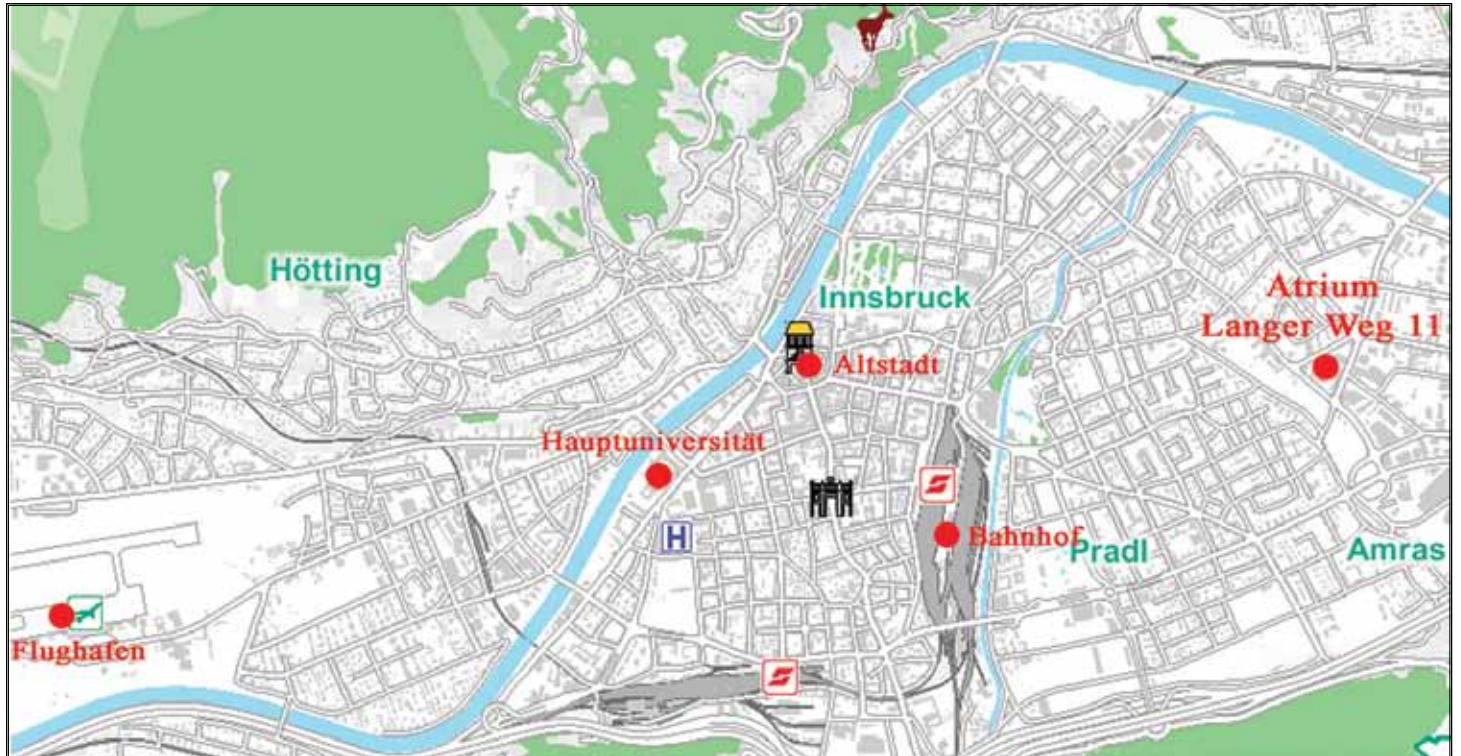 Hötting
Innsbruck
Atrium
Langer Weg 11
Altstadt
Hauptuniversität
H
Bahnhof
Pradl
Amras
Flughafen